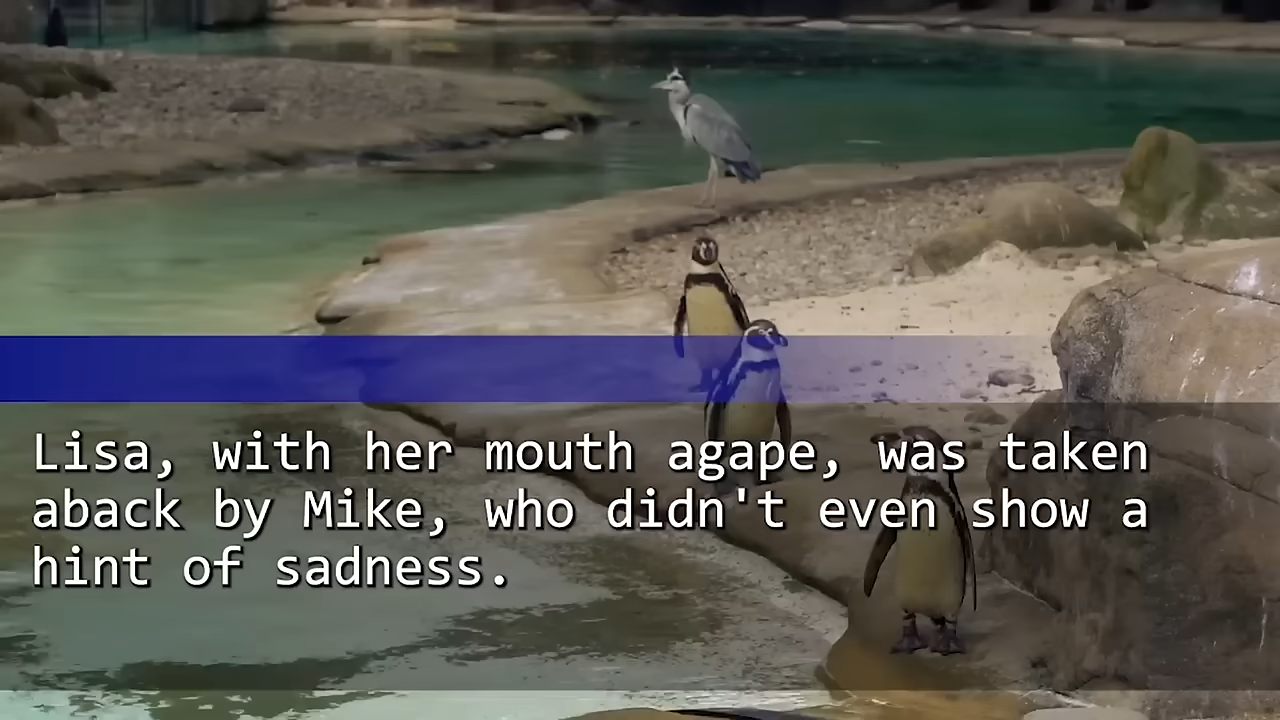 Lisa, with her mouth agape, was taken
aback by Mike, who didn't even show a
hint of sadness.